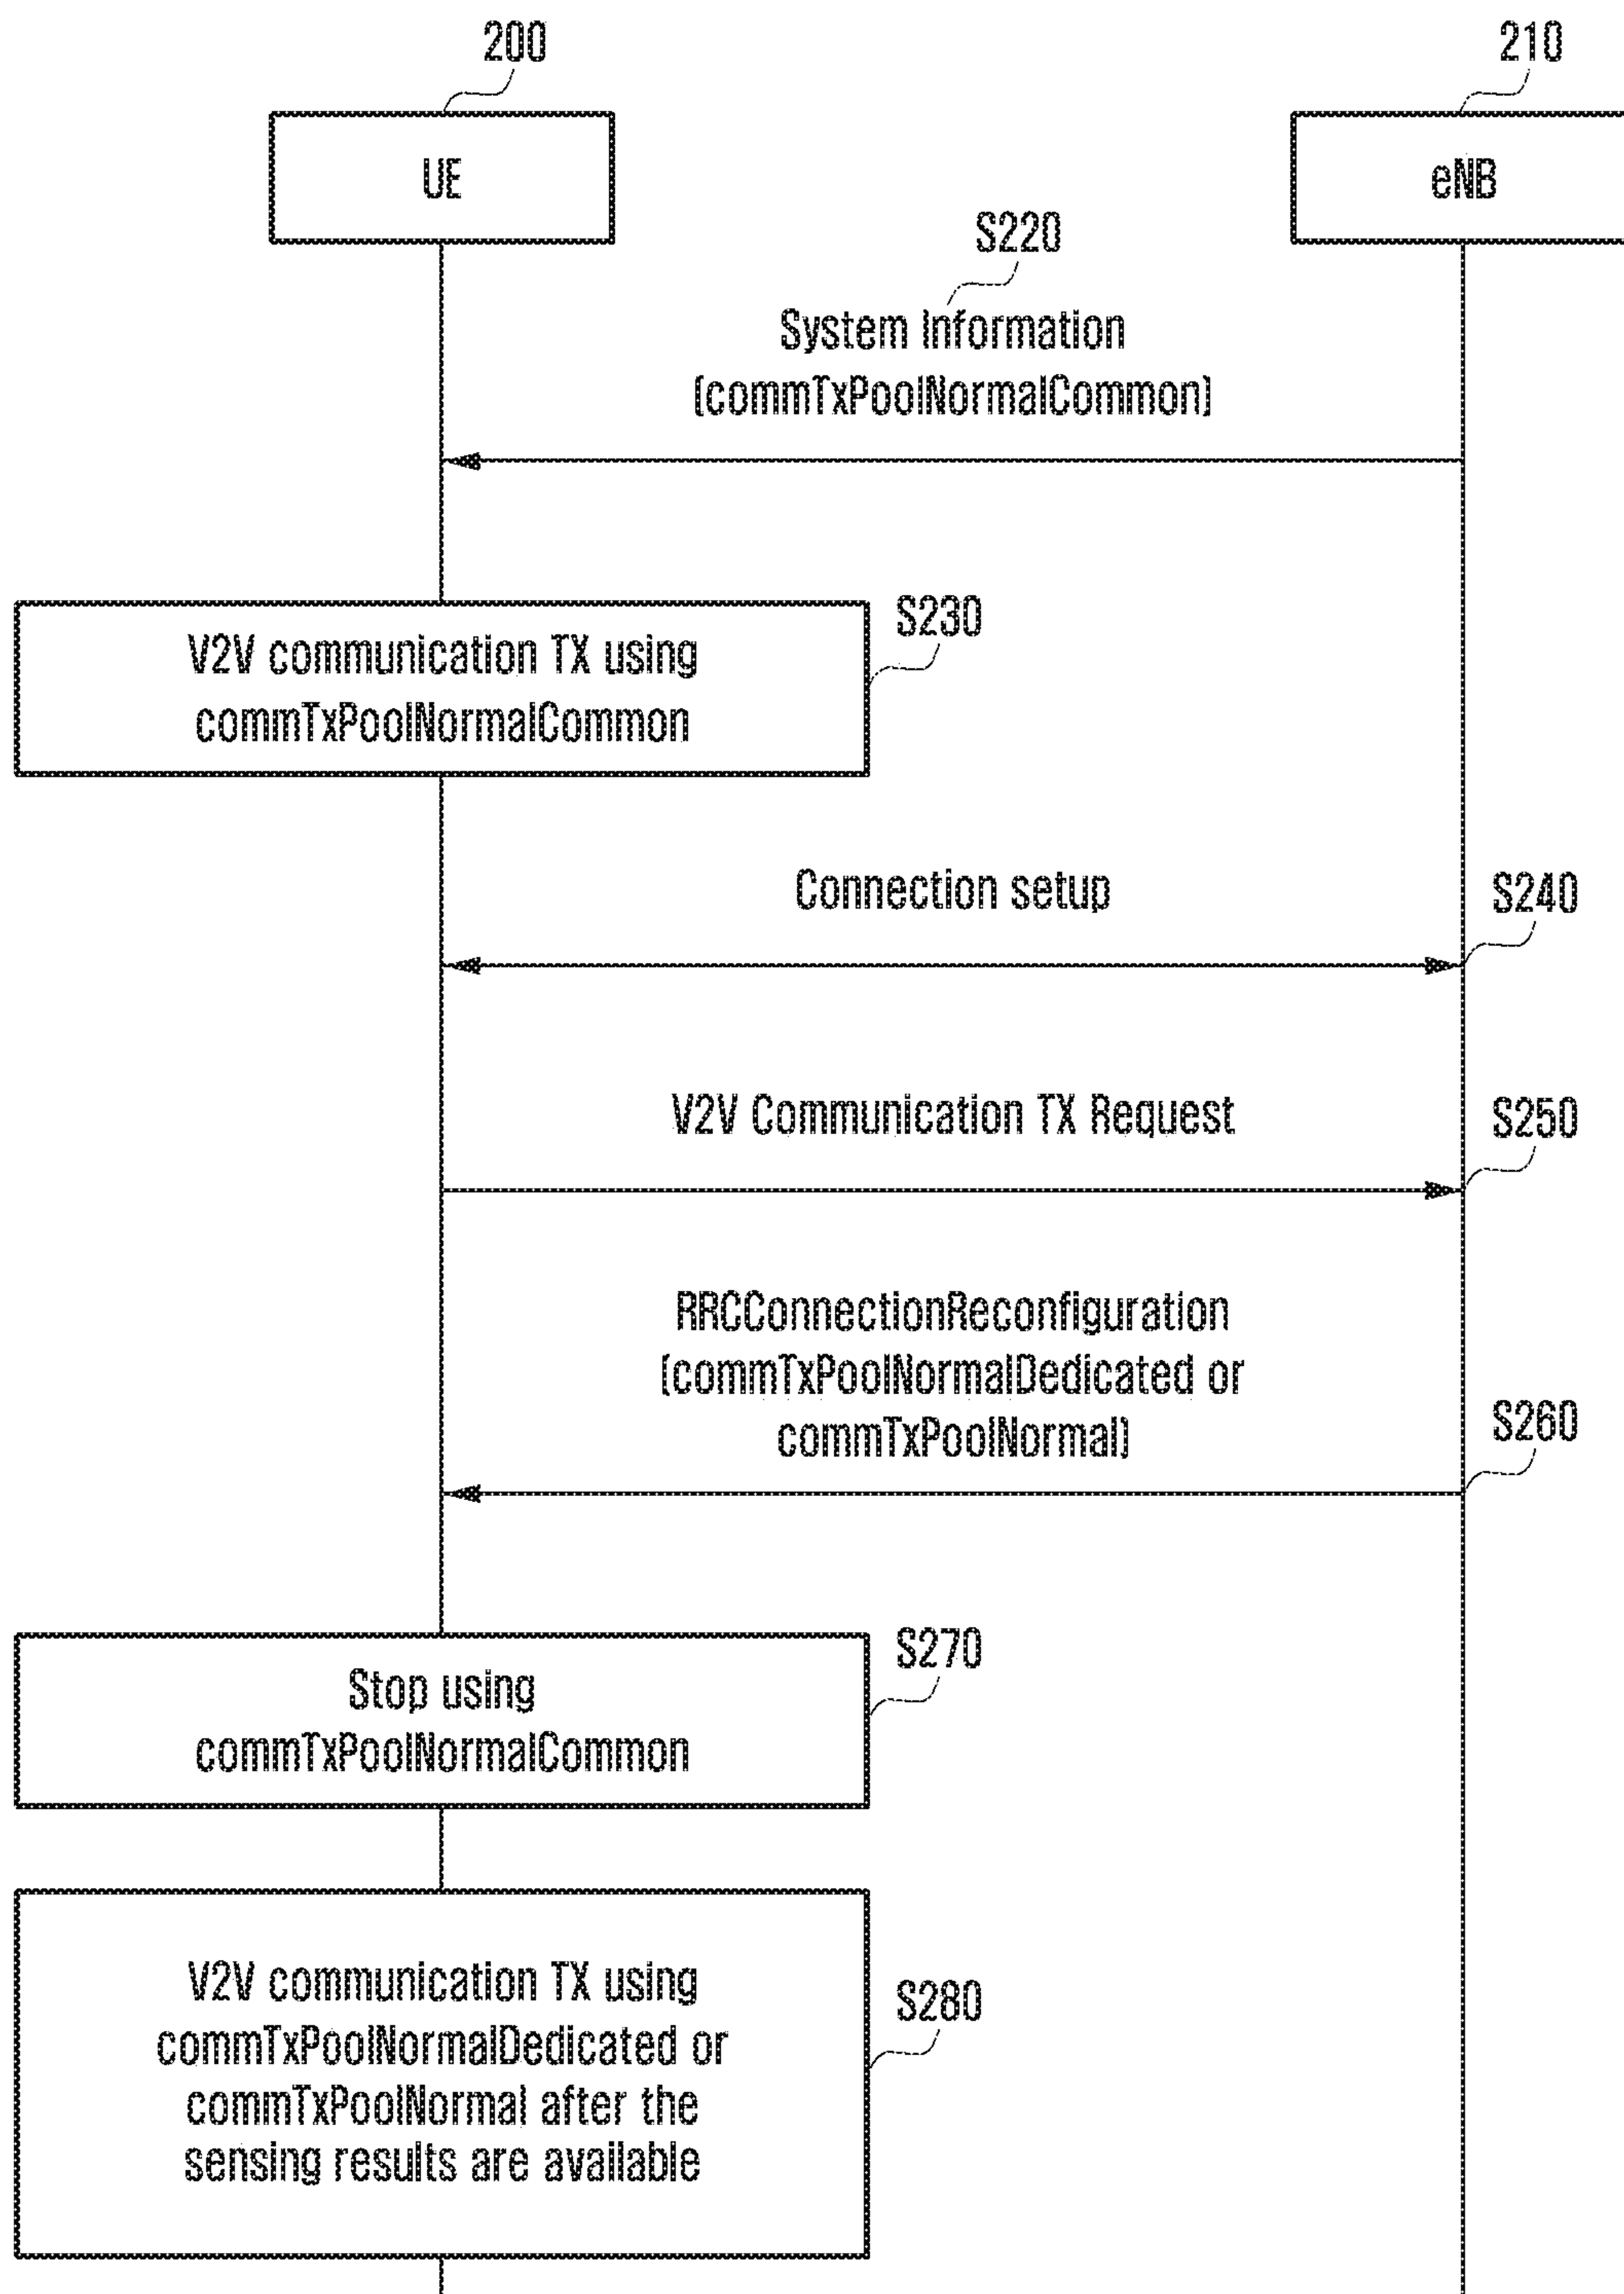 200
210
UE
eNB
S220
System Information
(commTxPoolNormalCommon)
S230
V2V communication TX using
commTxPoolNormalCommon
Connection setup
S240
V2V Communication TX Request
S250
RRCConnectionReconfiguration
(commTxPoolNormalDedicated or
commTxPoolNormal)
S260
Stop using
commTxPoolNormalCommon
S270
V2V communication TX using
commTxPoolNormalDedicated or
commTxPoolNormal after the
sensing results are available
S280